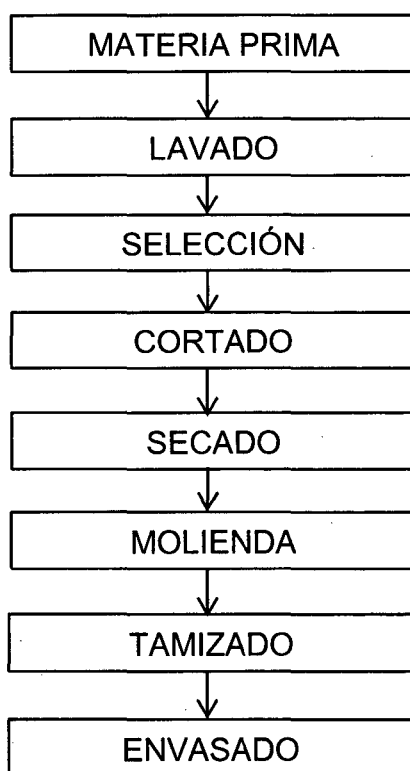 MATERIA PRIMA
LAVADO
SELECCIÓN
CORTADO
SECADO
MOLIENDA
TAMIZADO
ENVASADO